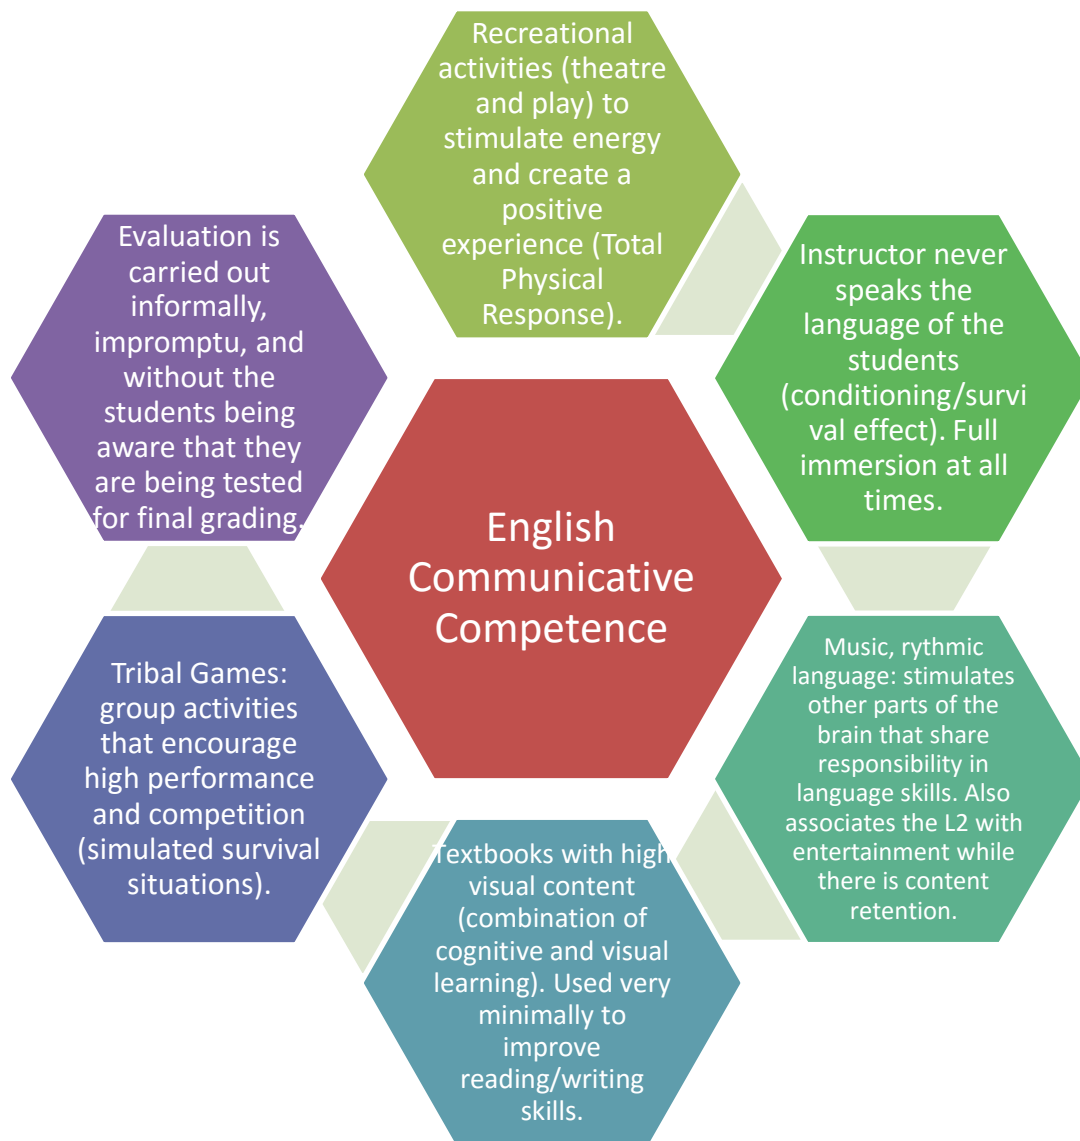 Recreational
activities (theatre
and play) to
stimulate energy
and create a
positive
experience (Total
Physical
Response).
Instructor never
speaks the
language of the
students
(conditioning/survi
val effect). Full
immersion at all
times.
Music, rythmic
language: stimulates
other parts of the
brain that share
responsibility in
language skills. Also
associates the L2 with
entertainment while
there is content
retention.
Textbooks with high
visual content
(combination of
cognitive and visual
learning). Used very
minimally to
improve
reading/writing
skills.
Tribal Games:
group activities
that encourage
high performance
and competition
(simulated survival
situations).
Evaluation is
carried out
informally,
impromptu, and
without the
students being
aware that they
are being tested
for final grading.
English
Communicative
Competence